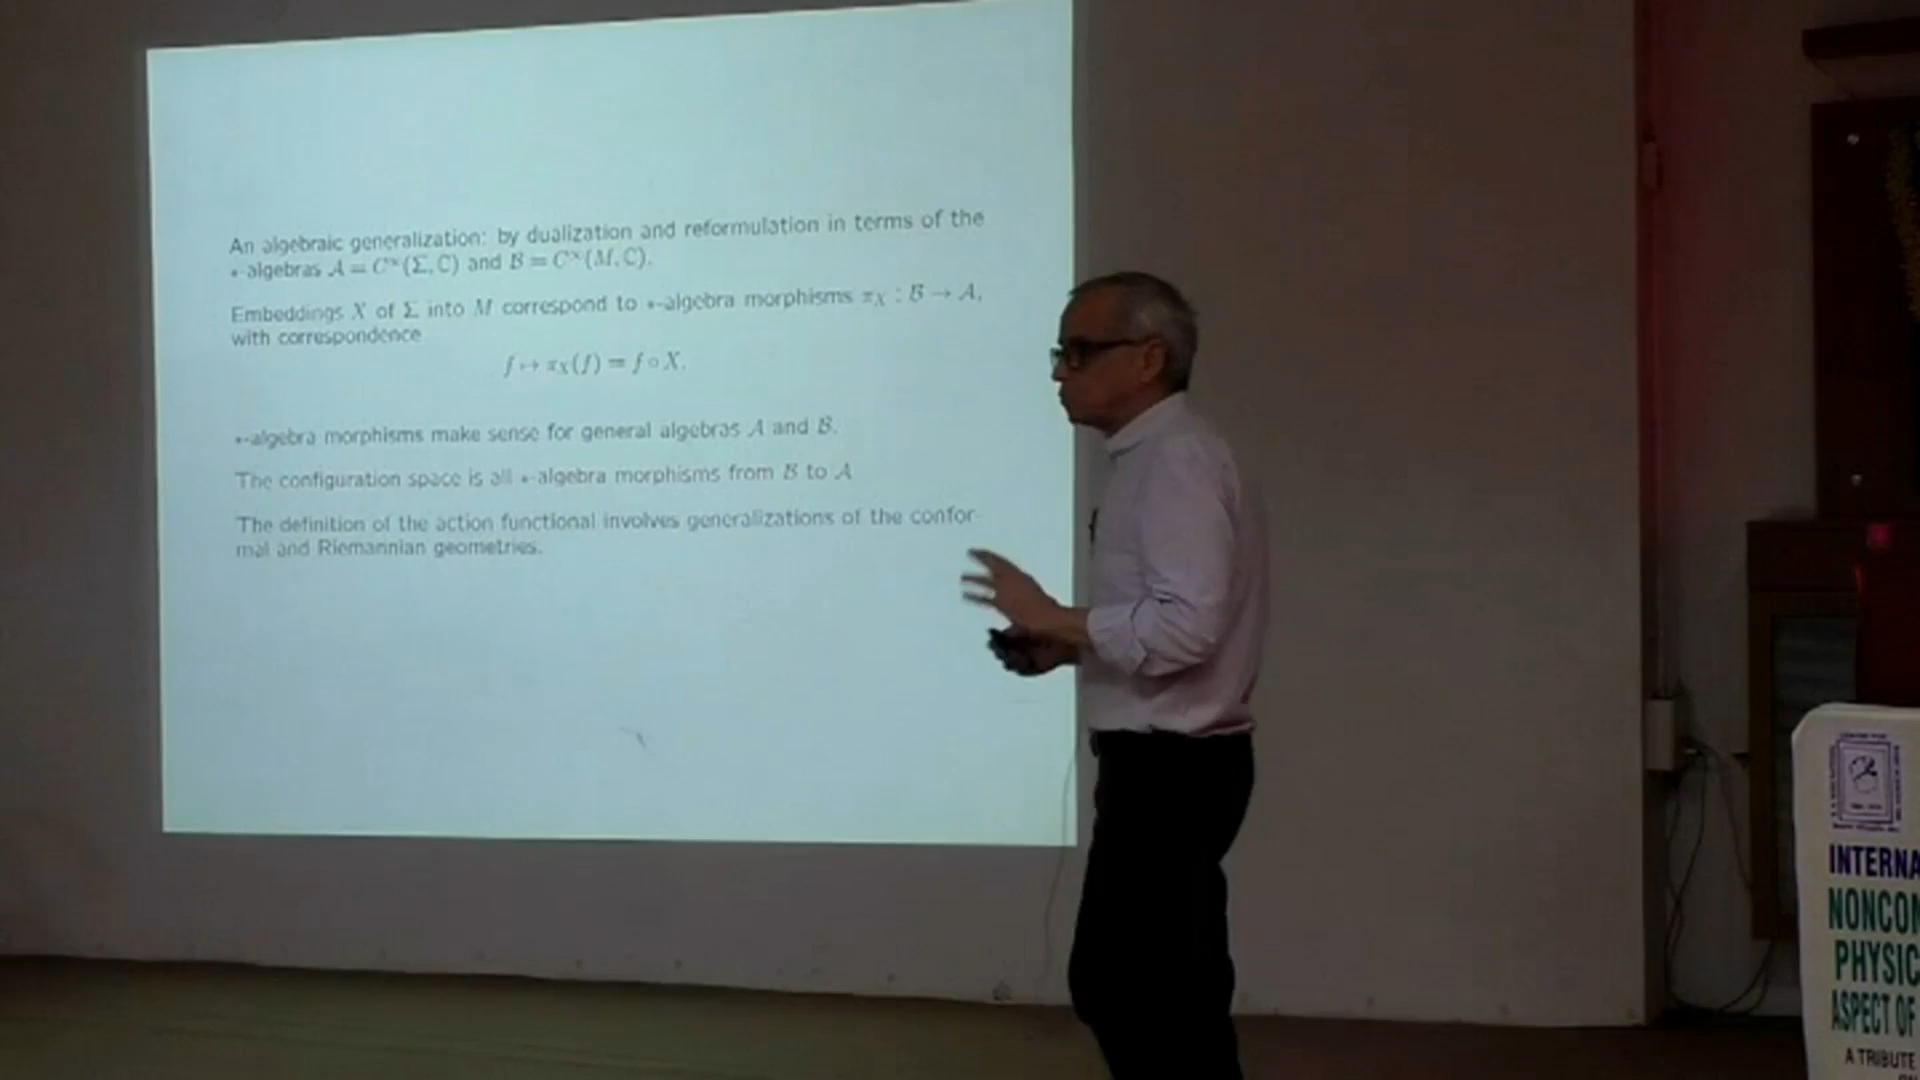 An algebraic generalization: by dualization and reformulation in terms of the
∗-algebras A = C^∞(Σ, C) and B = C^∞(M, C).
Embeddings X of Σ into M correspond to ∗-algebra morphisms π_X : B → A,
with correspondence
f ↦ π_X(f) = f ∘ X.
∗-algebra morphisms make sense for general algebras A and B.
The configuration space is all ∗-algebra morphisms from B to A
The definition of the action functional involves generalizations of the confor-
mal and Riemannian geometries.
INTERNA
NONCOM
PHYSIC
ASPECT OF
A TRIBUTE